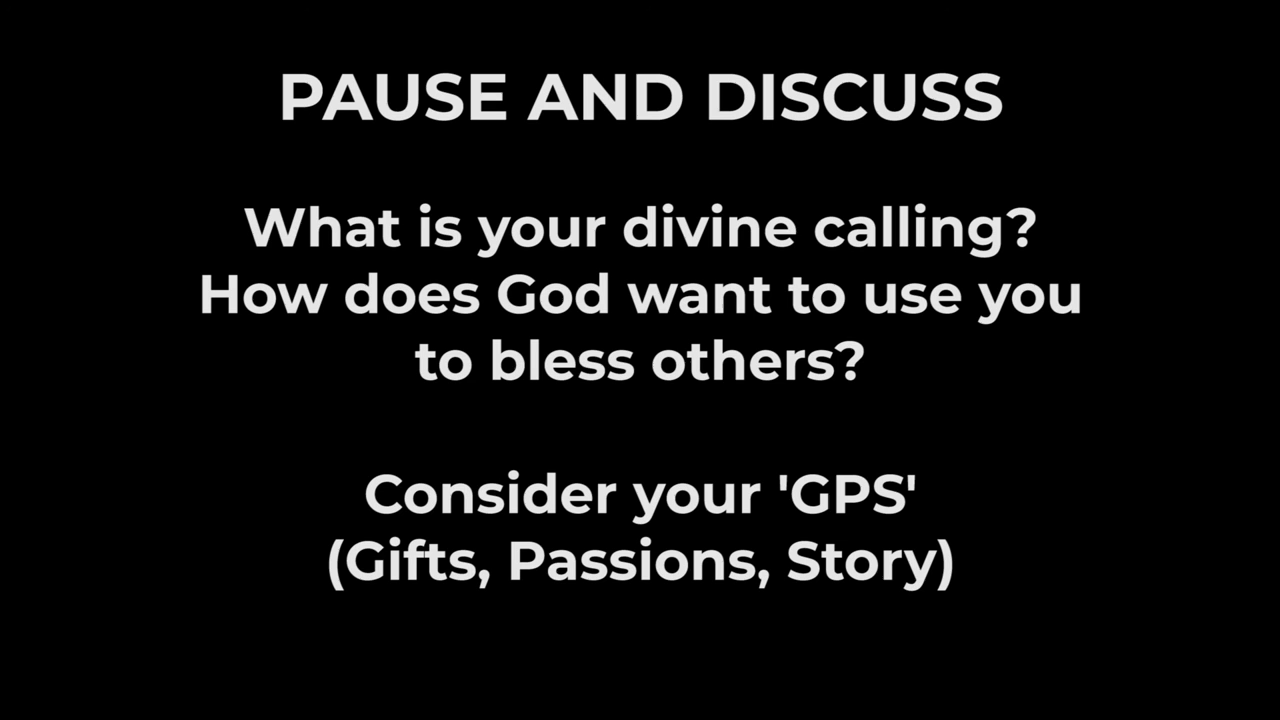 PAUSE AND DISCUSS
What is your divine calling?
How does God want to use you
to bless others?
Consider your 'GPS'
(Gifts, Passions, Story)